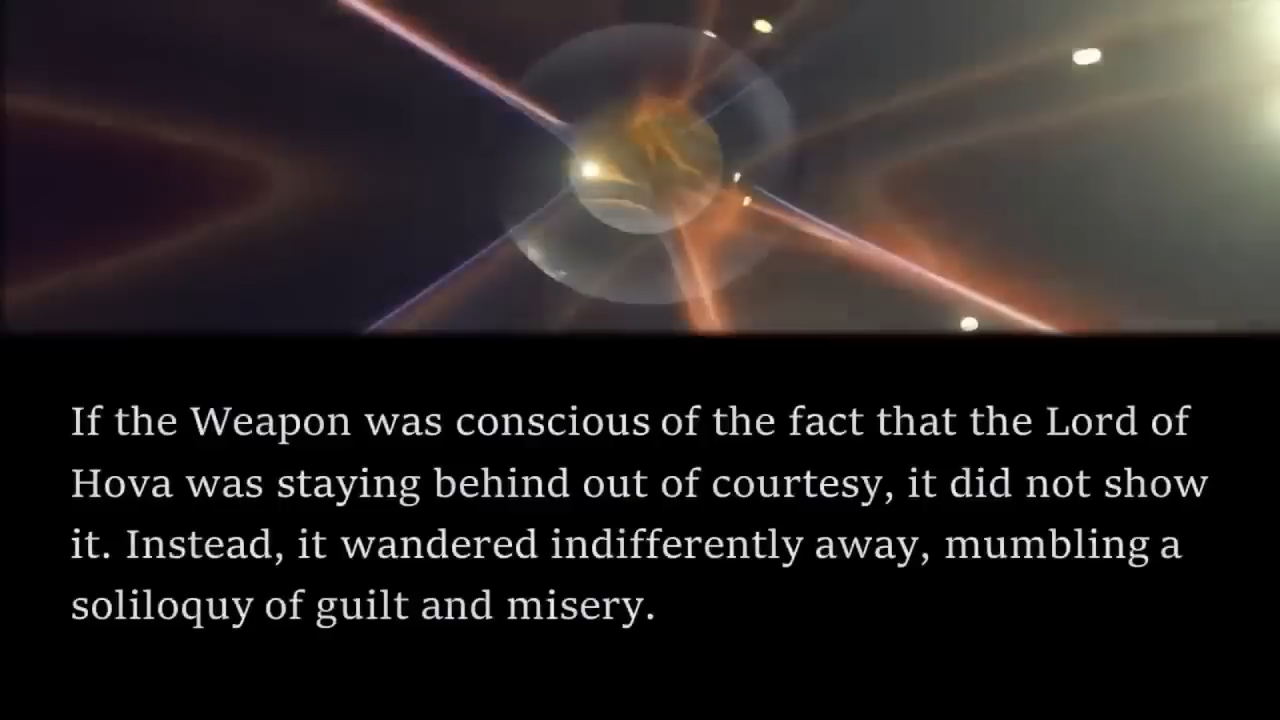 If the Weapon was conscious of the fact that the Lord of
Hova was staying behind out of courtesy, it did not show
it. Instead, it wandered indifferently away, mumbling a
soliloquy of guilt and misery.